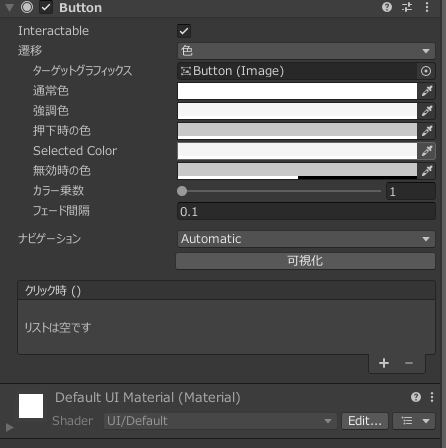 Button
Interactable
遷移
色
ターゲットグラフィックス
Button (Image)
通常色
強調色
押下時の色
Selected Color
無効時の色
カラー乗数
1
フェード間隔
0.1
ナビゲーション
Automatic
可視化
クリック時 ()
リストは空です
Default UI Material (Material)
Shader
UI/Default
Edit...